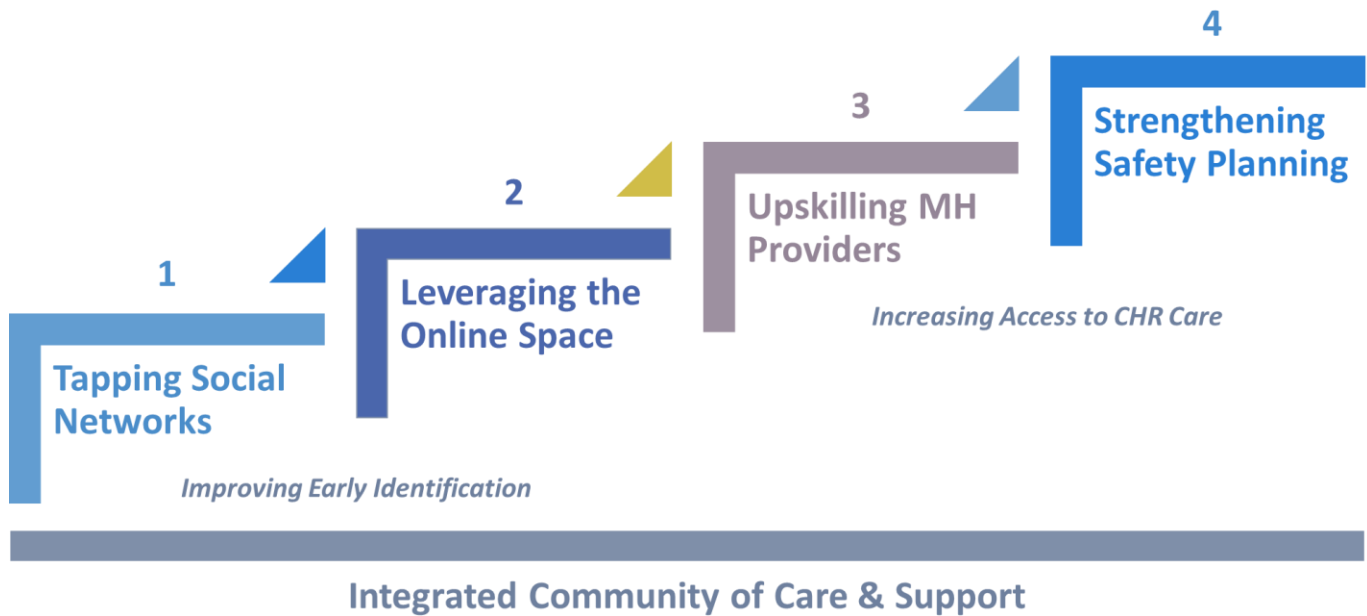 1
Tapping Social
Networks
2
Leveraging the
Online Space
Improving Early Identification
3
Upskilling MH
Providers
4
Strengthening
Safety Planning
Increasing Access to CHR Care
Integrated Community of Care & Support